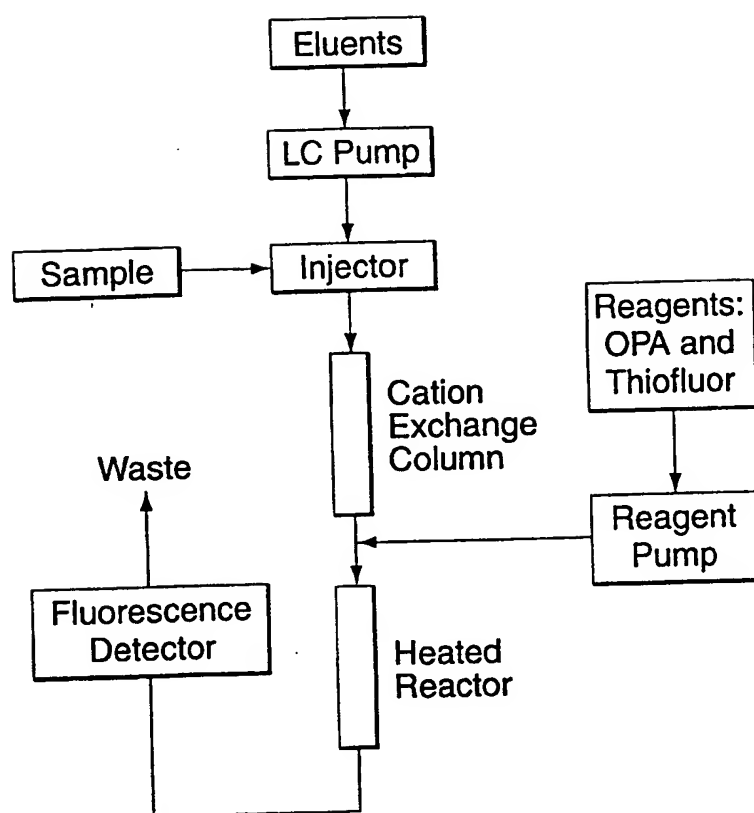 Eluents
LC Pump
Sample
Injector
Reagents:
OPA and
Thiofluor
Cation
Exchange
Column
Waste
Reagent
Pump
Fluorescence
Detector
Heated
Reactor